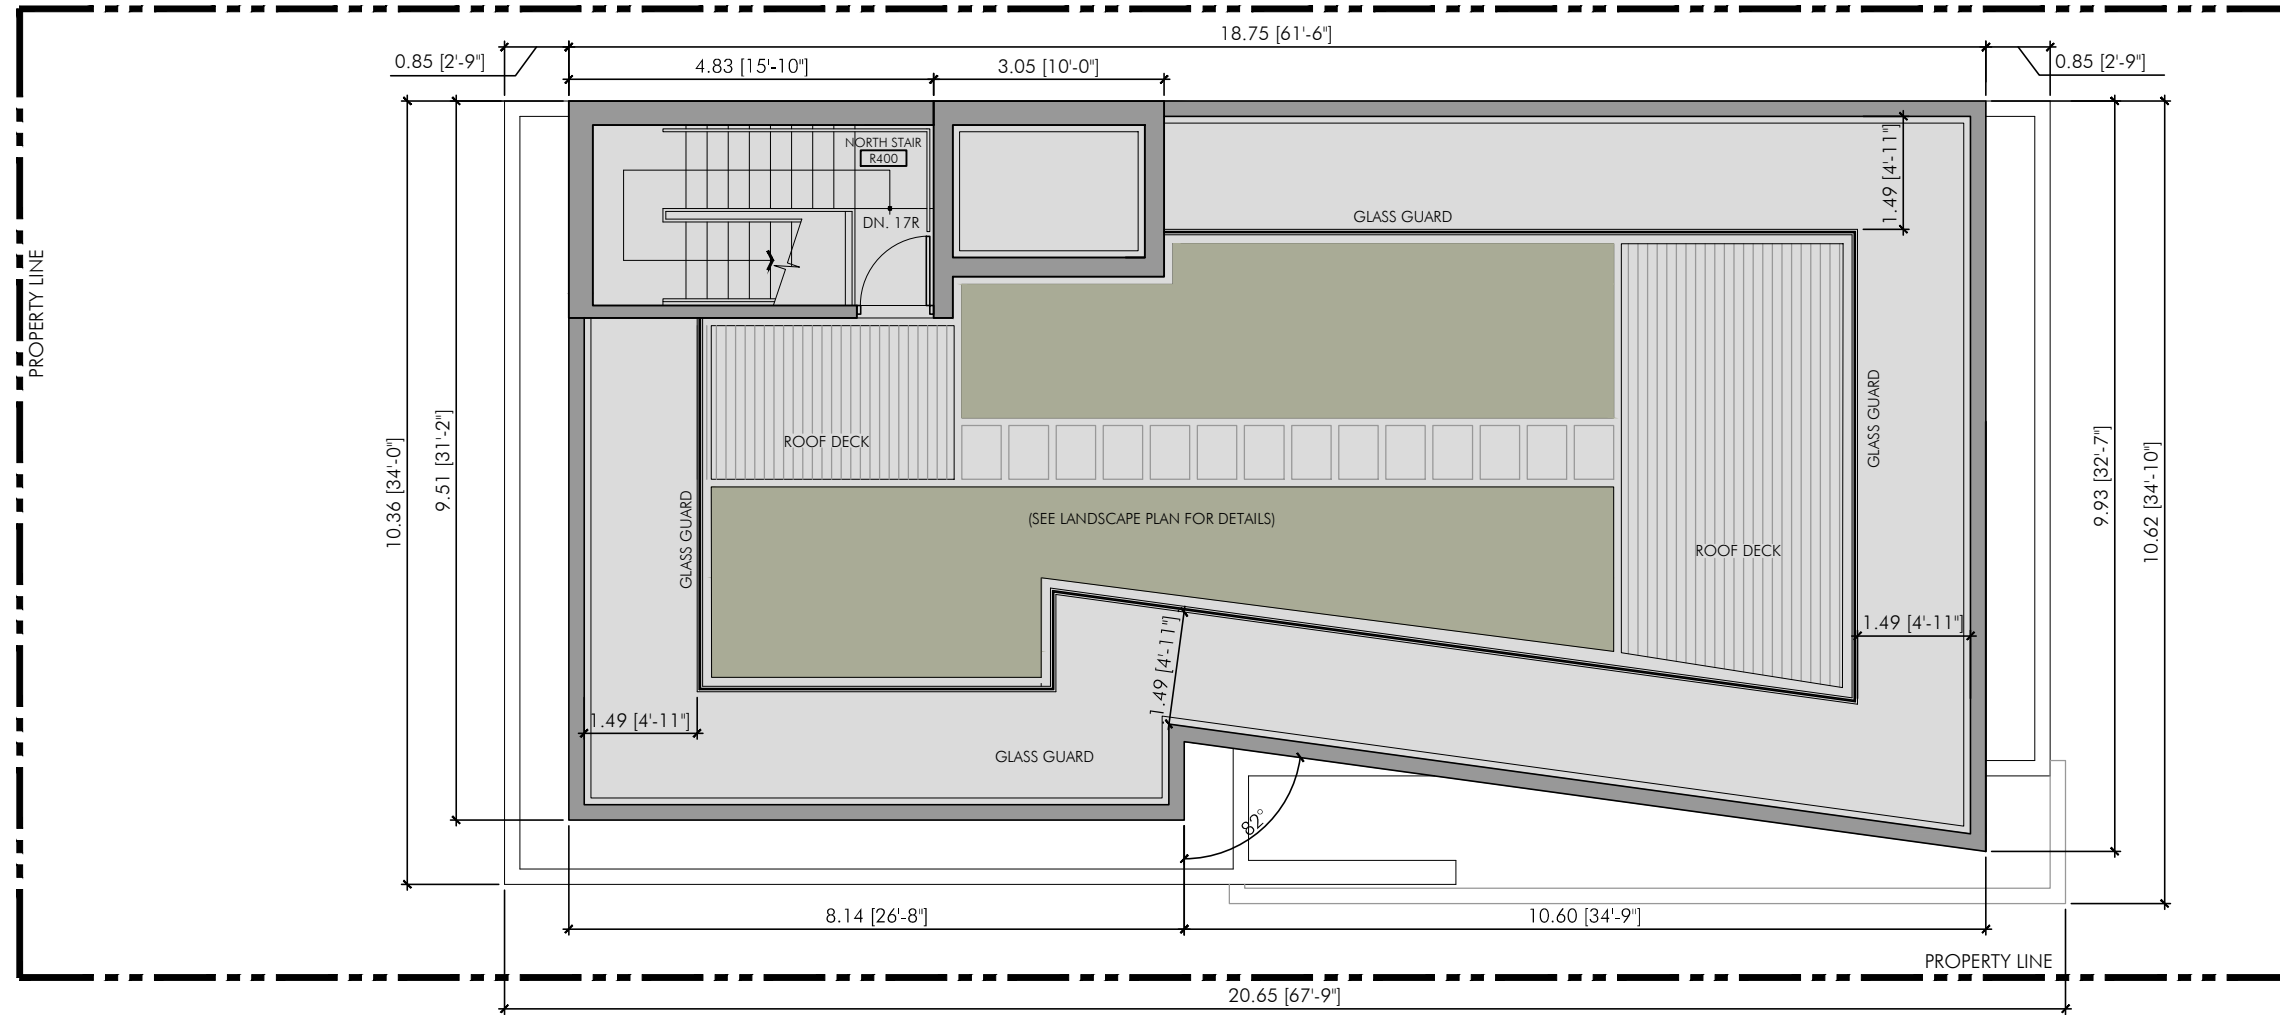 18.75 [61'-6"]
0.85 [2'-9"]
4.83 [15'-10"]
3.05 [10'-0"]
0.85 [2'-9"]
NORTH STAIR
R400
DN. 17R
1.49 [4'-11"]
GLASS GUARD
PROPERTY LINE
ROOF DECK
GLASS GUARD
10.36 [34'-0"]
9.51 [31'-2"]
9.93 [32'-7"]
10.62 [34'-10"]
GLASS GUARD
(SEE LANDSCAPE PLAN FOR DETAILS)
ROOF DECK
1.49 [4'-11"]
1.49 [4'-11"]
1.49 [4'-11"]
GLASS GUARD
82°
8.14 [26'-8"]
10.60 [34'-9"]
PROPERTY LINE
20.65 [67'-9"]